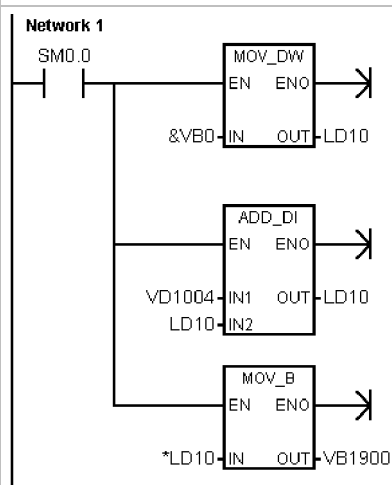 Network 1
SM0.0
MOV_DW
EN ENO
&VB0 IN OUT LD10
ADD_DI
EN ENO
VD1004 IN1 OUT LD10
LD10 IN2
MOV_B
EN ENO
*LD10 IN OUT VB1900